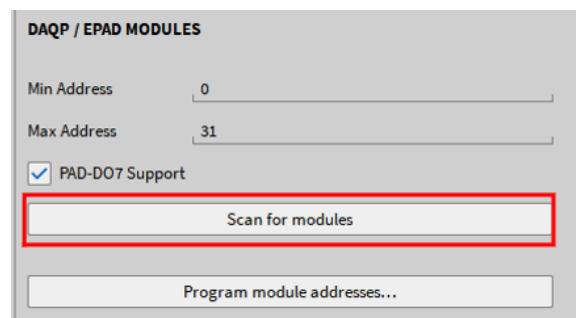 DAQP / EPAD MODULES
Min Address 0
Max Address 31
PAD-DO7 Support
Scan for modules
Program module addresses...